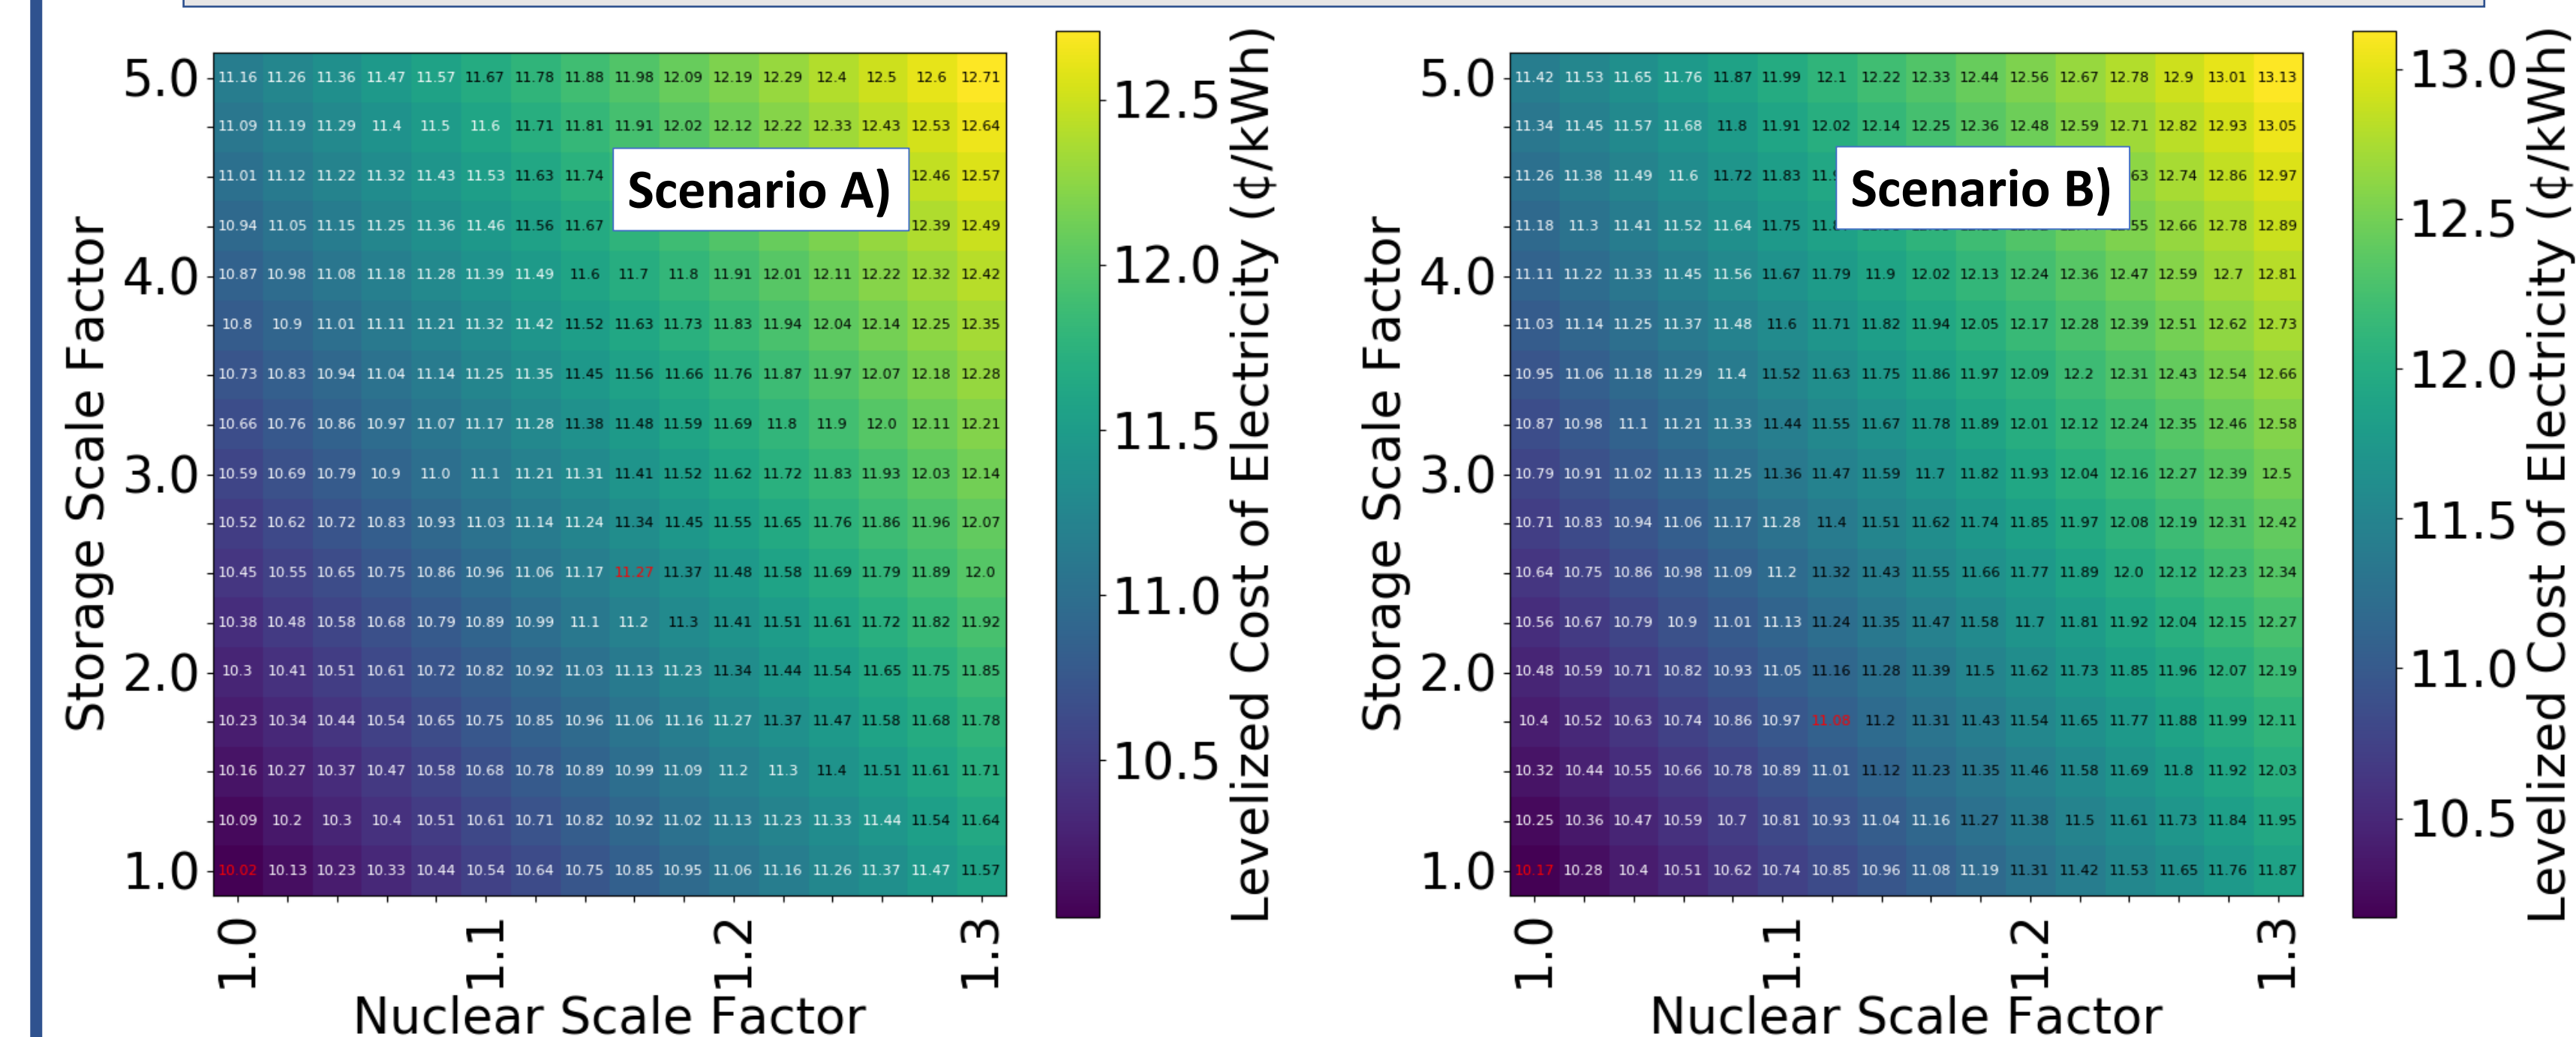 Scenario A)
Storage Scale Factor
5.0 11.16 11.26 11.36 11.47 11.57 11.67 11.78 11.88 11.98 12.09 12.19 12.29 12.4 12.5 12.6 12.71
11.09 11.19 11.29 11.4 11.5 11.6 11.71 11.81 11.91 12.02 12.12 12.22 12.33 12.43 12.53 12.64
11.01 11.12 11.22 11.32 11.43 11.53 11.63 11.74 12.46 12.57
10.94 11.05 11.15 11.25 11.36 11.46 11.56 11.67 12.39 12.49
4.0 10.87 10.98 11.08 11.18 11.28 11.39 11.49 11.6 11.7 11.8 11.91 12.01 12.11 12.22 12.32 12.42
10.8 10.9 11.01 11.11 11.21 11.32 11.42 11.52 11.63 11.73 11.83 11.94 12.04 12.14 12.25 12.35
10.73 10.83 10.94 11.04 11.14 11.25 11.35 11.45 11.56 11.66 11.76 11.87 11.97 12.07 12.18 12.28
10.66 10.76 10.86 10.97 11.07 11.17 11.28 11.38 11.48 11.59 11.69 11.8 11.9 12.0 12.11 12.21
3.0 10.59 10.69 10.79 10.9 11.0 11.1 11.21 11.31 11.41 11.52 11.62 11.72 11.83 11.93 12.03 12.14
10.52 10.62 10.72 10.83 10.93 11.03 11.14 11.24 11.34 11.45 11.55 11.65 11.76 11.86 11.96 12.07
10.45 10.55 10.65 10.75 10.86 10.96 11.06 11.17 11.27 11.37 11.48 11.58 11.69 11.79 11.89 12.0
10.38 10.48 10.58 10.68 10.79 10.89 10.99 11.1 11.2 11.3 11.41 11.51 11.61 11.72 11.82 11.92
2.0 10.3 10.41 10.51 10.61 10.72 10.82 10.92 11.03 11.13 11.23 11.34 11.44 11.54 11.65 11.75 11.85
10.23 10.34 10.44 10.54 10.65 10.75 10.85 10.96 11.06 11.16 11.27 11.37 11.47 11.58 11.68 11.78
10.16 10.27 10.37 10.47 10.58 10.68 10.78 10.89 10.99 11.09 11.2 11.3 11.4 11.51 11.61 11.71
10.09 10.2 10.3 10.4 10.51 10.61 10.71 10.82 10.92 11.02 11.13 11.23 11.33 11.44 11.54 11.64
1.0 10.02 10.13 10.23 10.33 10.44 10.54 10.64 10.75 10.85 10.95 11.06 11.16 11.26 11.37 11.47 11.57
1.0 1.1 1.2 1.3
Nuclear Scale Factor
12.5
12.0
11.5
11.0
10.5
Levelized Cost of Electricity (¢/kWh)
Scenario B)
Storage Scale Factor
5.0 11.42 11.53 11.65 11.76 11.87 11.99 12.1 12.22 12.33 12.44 12.56 12.67 12.78 12.9 13.01 13.13
11.34 11.45 11.57 11.68 11.8 11.91 12.02 12.14 12.25 12.36 12.48 12.59 12.71 12.82 12.93 13.05
11.26 11.38 11.49 11.6 11.72 11.83 12.74 12.86 12.97
11.18 11.3 11.41 11.52 11.64 11.75 12.66 12.78 12.89
4.0 11.11 11.22 11.33 11.45 11.56 11.67 11.79 11.9 12.02 12.13 12.24 12.36 12.47 12.59 12.7 12.81
11.03 11.14 11.25 11.37 11.48 11.6 11.71 11.82 11.94 12.05 12.17 12.28 12.39 12.51 12.62 12.73
10.95 11.06 11.18 11.29 11.4 11.52 11.63 11.75 11.86 11.97 12.09 12.2 12.31 12.43 12.54 12.66
10.87 10.98 11.1 11.21 11.33 11.44 11.55 11.67 11.78 11.89 12.01 12.12 12.24 12.35 12.46 12.58
3.0 10.79 10.91 11.02 11.13 11.25 11.36 11.47 11.59 11.7 11.82 11.93 12.04 12.16 12.27 12.39 12.5
10.71 10.83 10.94 11.06 11.17 11.28 11.4 11.51 11.62 11.74 11.85 11.97 12.08 12.19 12.31 12.42
10.64 10.75 10.86 10.98 11.09 11.2 11.32 11.43 11.55 11.66 11.77 11.89 12.0 12.12 12.23 12.34
10.56 10.67 10.79 10.9 11.01 11.13 11.24 11.35 11.47 11.58 11.7 11.81 11.92 12.04 12.15 12.27
2.0 10.48 10.59 10.71 10.82 10.93 11.05 11.16 11.28 11.39 11.5 11.62 11.73 11.85 11.96 12.07 12.19
10.4 10.52 10.63 10.74 10.86 10.97 11.08 11.2 11.31 11.43 11.54 11.65 11.77 11.88 11.99 12.11
10.32 10.44 10.55 10.66 10.78 10.89 11.01 11.12 11.23 11.35 11.46 11.58 11.69 11.8 11.92 12.03
10.25 10.36 10.47 10.59 10.7 10.81 10.93 11.04 11.16 11.27 11.38 11.5 11.61 11.73 11.84 11.95
1.0 10.17 10.28 10.4 10.51 10.62 10.74 10.85 10.96 11.08 11.19 11.31 11.42 11.53 11.65 11.76 11.87
1.0 1.1 1.2 1.3
Nuclear Scale Factor
13.0
12.5
12.0
11.5
11.0
10.5
Levelized Cost of Electricity (¢/kWh)